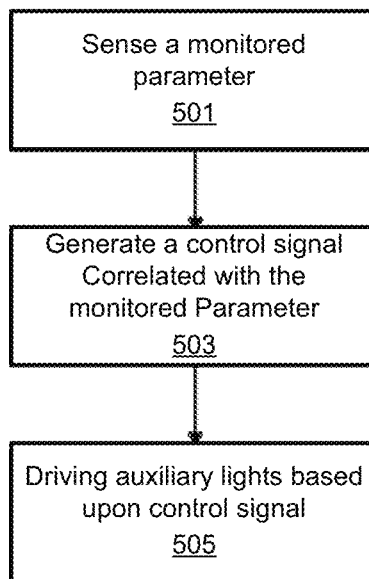 Sense a monitored
parameter
501
Generate a control signal
Correlated with the
monitored Parameter
503
Driving auxiliary lights based
upon control signal
505